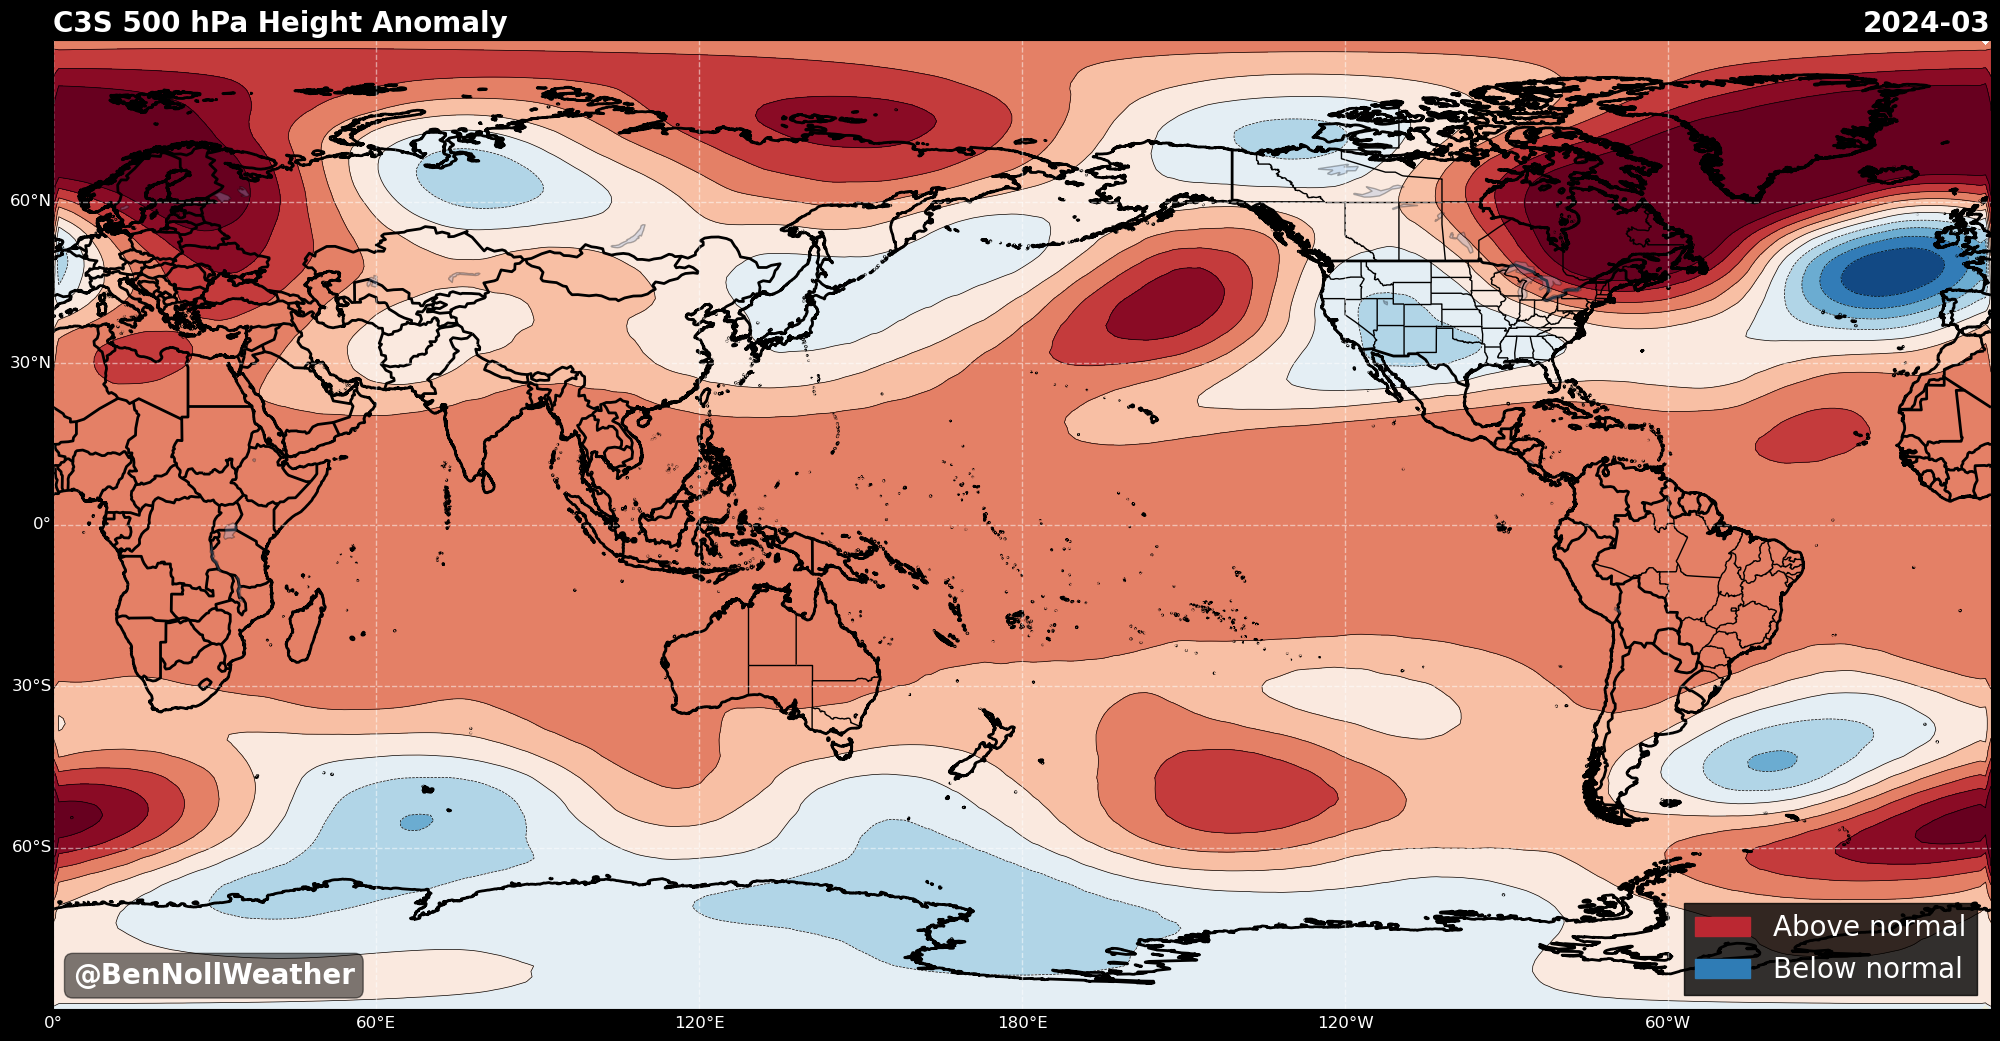 C3S 500 hPa Height Anomaly
2024-03
60°N
30°N
0°
30°S
60°S
Above normal
Below normal
@BenNollWeather
0°
60°E
120°E
180°E
120°W
60°W